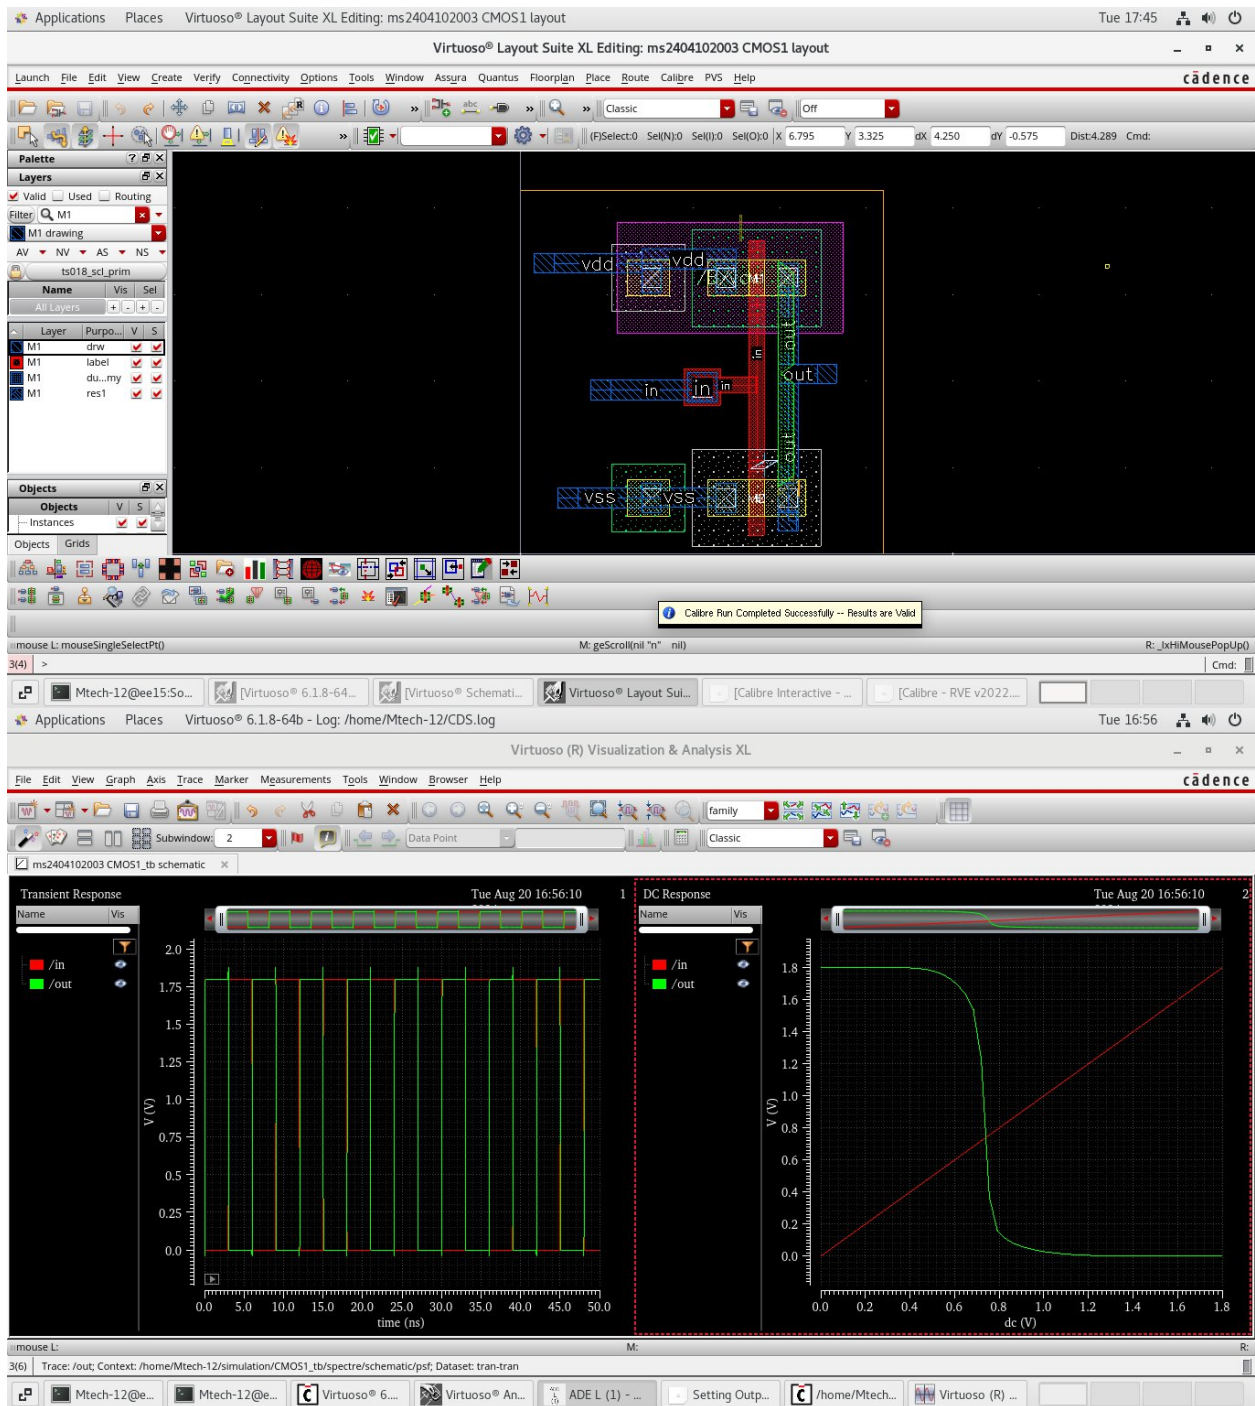 Applications Places Virtuoso® Layout Suite XL Editing: ms2404102003 CMOS1 layout Tue 17:45
Virtuoso® Layout Suite XL Editing: ms2404102003 CMOS1 layout
Launch File Edit View Create Verify Connectivity Options Tools Window Assura Quantus Floorplan Place Route Calibre PVS Help cādence
» abc » » Classic Off
» (F)Select:0 Sel(N):0 Sel(I):0 Sel(O):0 X 6.795 Y 3.325 dX 4.250 dY -0.575 Dist:4.289 Cmd:
Palette
Layers
Valid Used Routing
Filter M1
M1 drawing
AV NV AS NS
ts018_scl_prim
Name Vis Sel
All Layers + - + -
Layer Purpo... V S
M1 drw
M1 label
M1 du...my
M1 res1
Objects
Objects V S
Instances
Objects Grids
vdd vdd
out
in
in in in out
out
vss vss
Calibre Run Completed Successfully -- Results are Valid
mouse L: mouseSingleSelectPt() M: geScroll(nil "n" nil) R: _lxHiMousePopUp()
3(4) > Cmd:
Mtech-12@ee15:So... [Virtuoso® 6.1.8-64... [Virtuoso® Schemati... Virtuoso® Layout Sui... [Calibre Interactive - ... [Calibre - RVE v2022....
Applications Places Virtuoso® 6.1.8-64b - Log: /home/Mtech-12/CDS.log Tue 16:56
Virtuoso (R) Visualization & Analysis XL
File Edit View Graph Axis Trace Marker Measurements Tools Window Browser Help cādence
family
Subwindow: 2 Data Point Classic
ms2404102003 CMOS1_tb schematic
Transient Response Tue Aug 20 16:56:10 1
Name Vis
/in
/out
2.0
1.75
1.5
1.25
1.0
0.75
0.5
0.25
0.0
V (V)
0.0 5.0 10.0 15.0 20.0 25.0 30.0 35.0 40.0 45.0 50.0
time (ns)
DC Response Tue Aug 20 16:56:10 2
Name Vis
/in
/out
1.8
1.6
1.4
1.2
1.0
0.8
0.6
0.4
0.2
0.0
V (V)
0.0 0.2 0.4 0.6 0.8 1.0 1.2 1.4 1.6 1.8
dc (V)
mouse L: M: R:
3(6) Trace: /out; Context: /home/Mtech-12/simulation/CMOS1_tb/spectre/schematic/psf; Dataset: tran-tran
Mtech-12@e... Mtech-12@e... Virtuoso® 6.... Virtuoso® An... ADE L (1) - ... Setting Outp... /home/Mtech... Virtuoso (R) ...